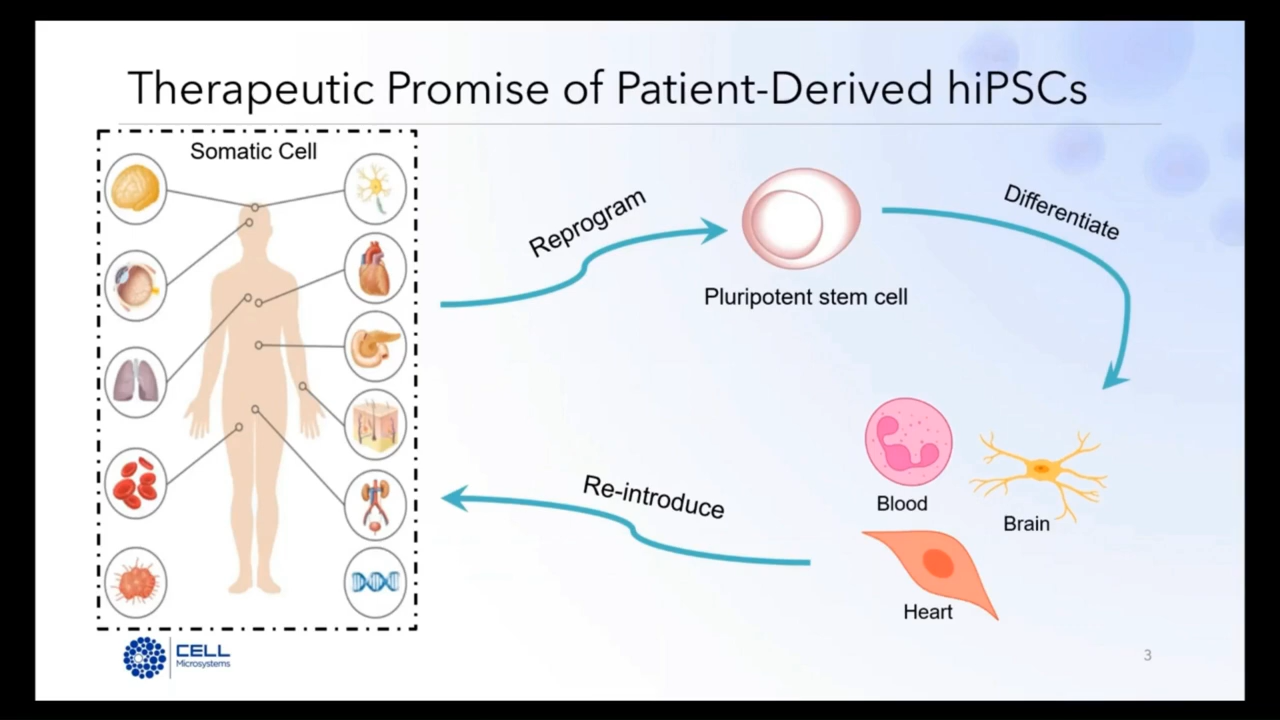 Therapeutic Promise of Patient-Derived hiPSCs
Somatic Cell
Reprogram
Pluripotent stem cell
Differentiate
Blood
Brain
Heart
Re-introduce
CELL
Microsystems
3